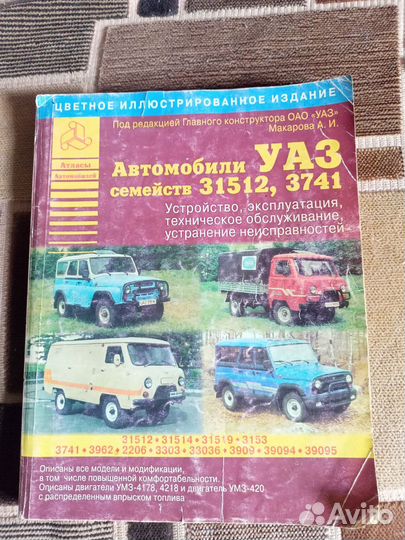 ЦВЕТНОЕ ИЛЛЮСТРИРОВАННОЕ ИЗДАНИЕ
Под редакцией Главного конструктора ОАО «УАЗ»
Макарова А. И.
Атласы
Автомобилей
Автомобили УАЗ
семейств 31512, 3741
Устройство, эксплуатация,
техническое обслуживание,
устранение неисправностей
31512 • 31514 • 31519 • 3153
3741 • 3962 • 2206 • 3303 • 33036 • 3909 • 39094 • 39095
Описаны все модели и модификации,
в том числе повышенной комфортабельности.
Описаны двигатели УМЗ-4178, 4218 и двигатель УМЗ-420
с распределенным впрыском топлива
Avito